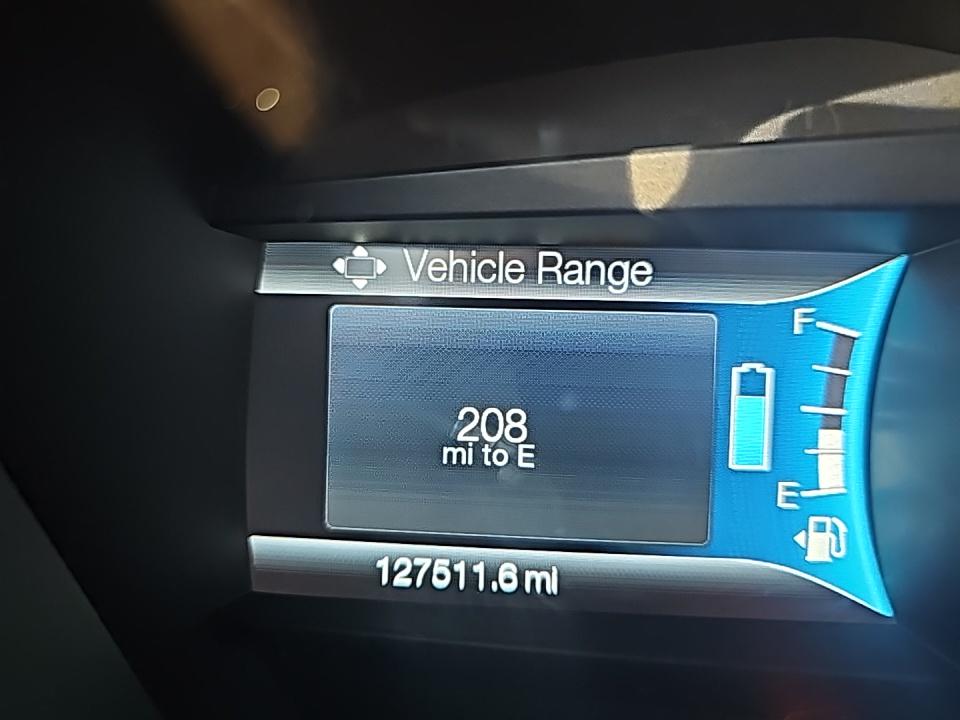 Vehicle Range
F
208
mi to E
E
127511.6 mi